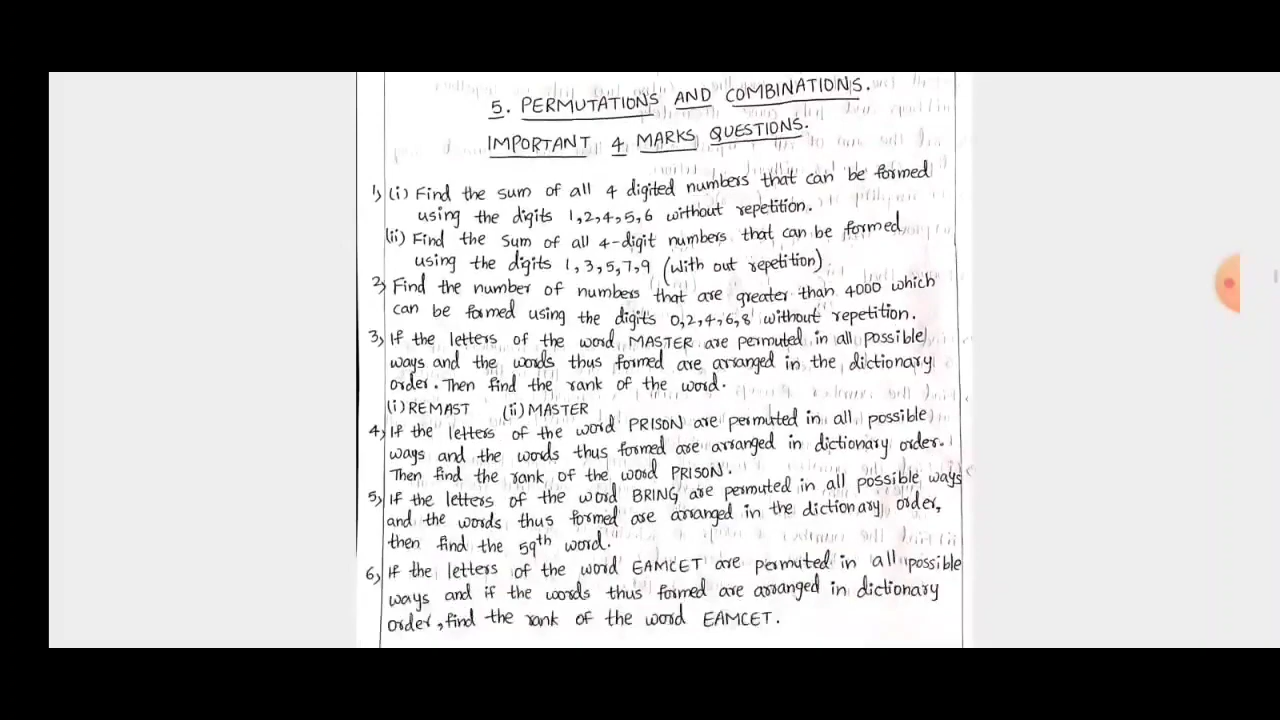 5. PERMUTATIONS AND COMBINATIONS.
IMPORTANT 4 MARKS QUESTIONS.
1) (i) Find the sum of all 4 digited numbers that can be formed
using the digits 1,2,4,5,6 without repetition.
(ii) Find the sum of all 4-digit numbers that can be formed
using the digits 1,3,5,7,9 (with out repetition)
2) Find the number of numbers that are greater than 4000 which
can be formed using the digits 0,2,4,6,8 without repetition.
3) If the letters of the word MASTER are permuted in all possible
ways and the words thus formed are arranged in the dictionary
order. Then find the rank of the word.
(i) REMAST (ii) MASTER
4) If the letters of the word PRISON are permuted in all possible
ways and the words thus formed are arranged in dictionary order.
Then find the rank of the word PRISON.
5) If the letters of the word BRING are permuted in all possible ways
and the words thus formed are arranged in the dictionary order,
then find the 59th word.
6) If the letters of the word EAMCET are permuted in all possible
ways and if the words thus formed are arranged in dictionary
order, find the rank of the word EAMCET.